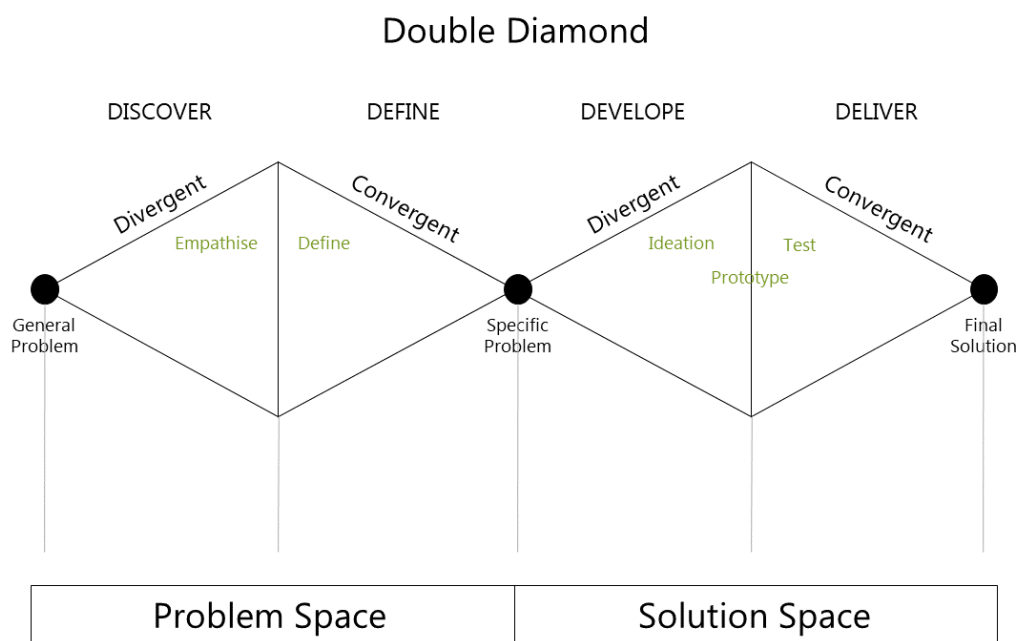 Double Diamond
DISCOVER
DEFINE
DEVELOPE
DELIVER
Divergent
Convergent
Divergent
Convergent
Empathise
Define
Ideation
Test
Prototype
General
Problem
Specific
Problem
Final
Solution
Problem Space
Solution Space